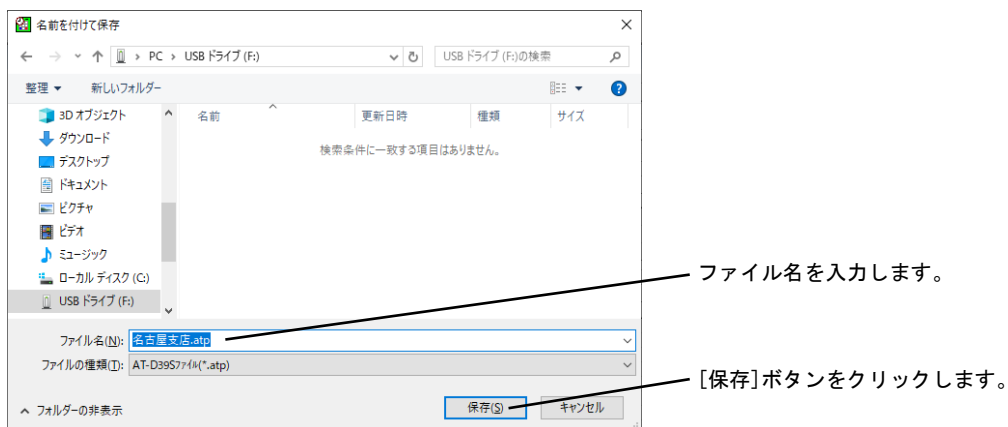 名前を付けて保存
PC › USB ドライブ (F:)
USB ドライブ (F:)の検索
整理
新しいフォルダー
名前
更新日時
種類
サイズ
検索条件に一致する項目はありません。
3D オブジェクト
ダウンロード
デスクトップ
ドキュメント
ピクチャ
ビデオ
ミュージック
ローカル ディスク (C:)
USB ドライブ (F:)
ファイル名を入力します。
ファイル名(N): 名古屋支店.atp
ファイルの種類(T): AT-D39Sファイル(*.atp)
[保存]ボタンをクリックします。
フォルダーの非表示
保存(S)
キャンセル